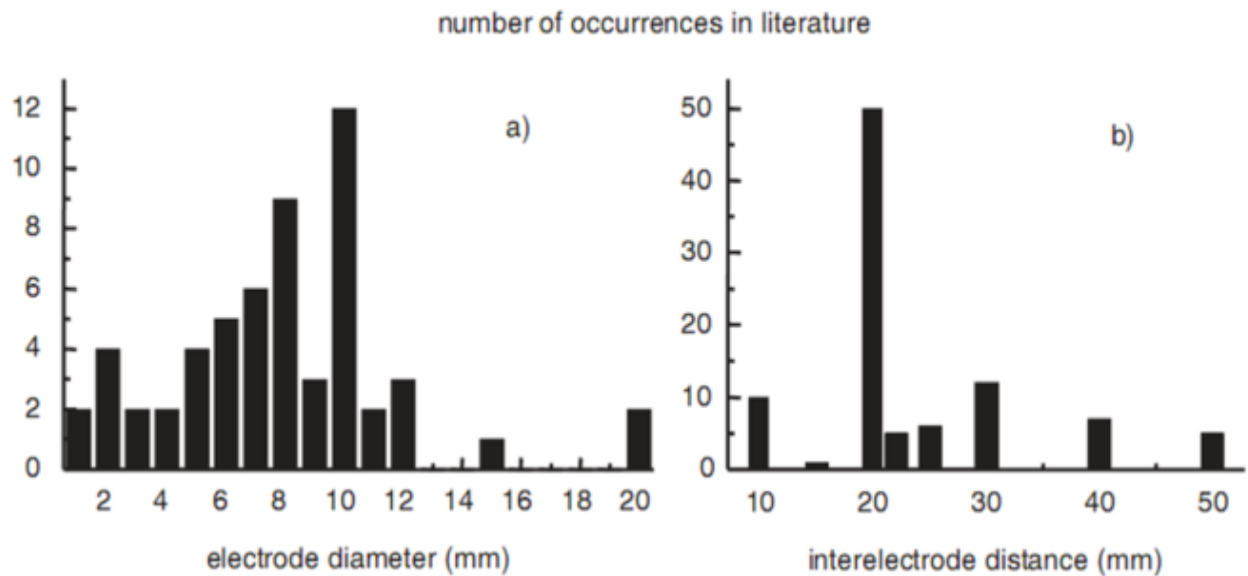 number of occurrences in literature
a)
12
10
8
6
4
2
0
2 4 6 8 10 12 14 16 18 20
electrode diameter (mm)
b)
50
40
30
20
10
0
10 20 30 40 50
interelectrode distance (mm)